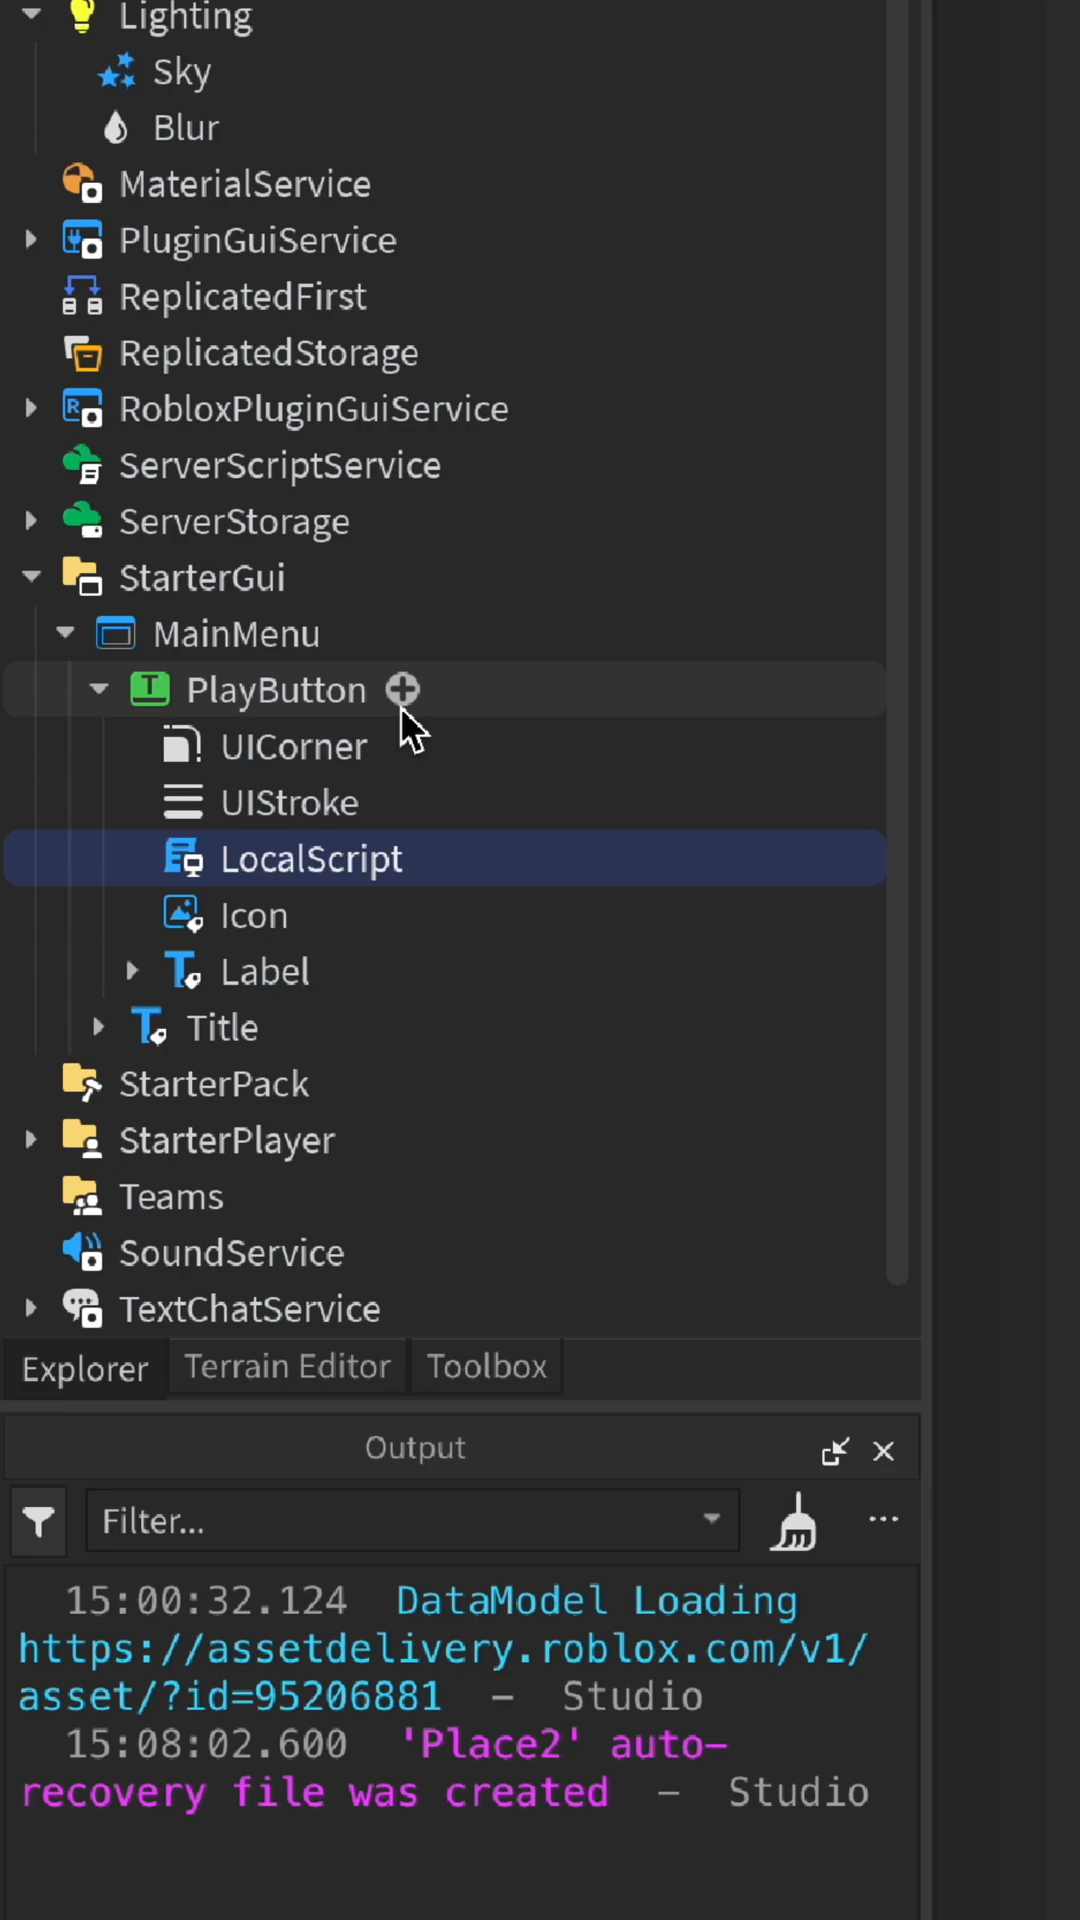 Lighting
Sky
Blur
MaterialService
PluginGuiService
ReplicatedFirst
ReplicatedStorage
RobloxPluginGuiService
ServerScriptService
ServerStorage
StarterGui
MainMenu
PlayButton
UICorner
UIStroke
LocalScript
Icon
Label
Title
StarterPack
StarterPlayer
Teams
SoundService
TextChatService
Explorer Terrain Editor Toolbox
Output
Filter...
15:00:32.124 DataModel Loading
https://assetdelivery.roblox.com/v1/
asset/?id=95206881 - Studio
15:08:02.600 'Place2' auto-
recovery file was created - Studio